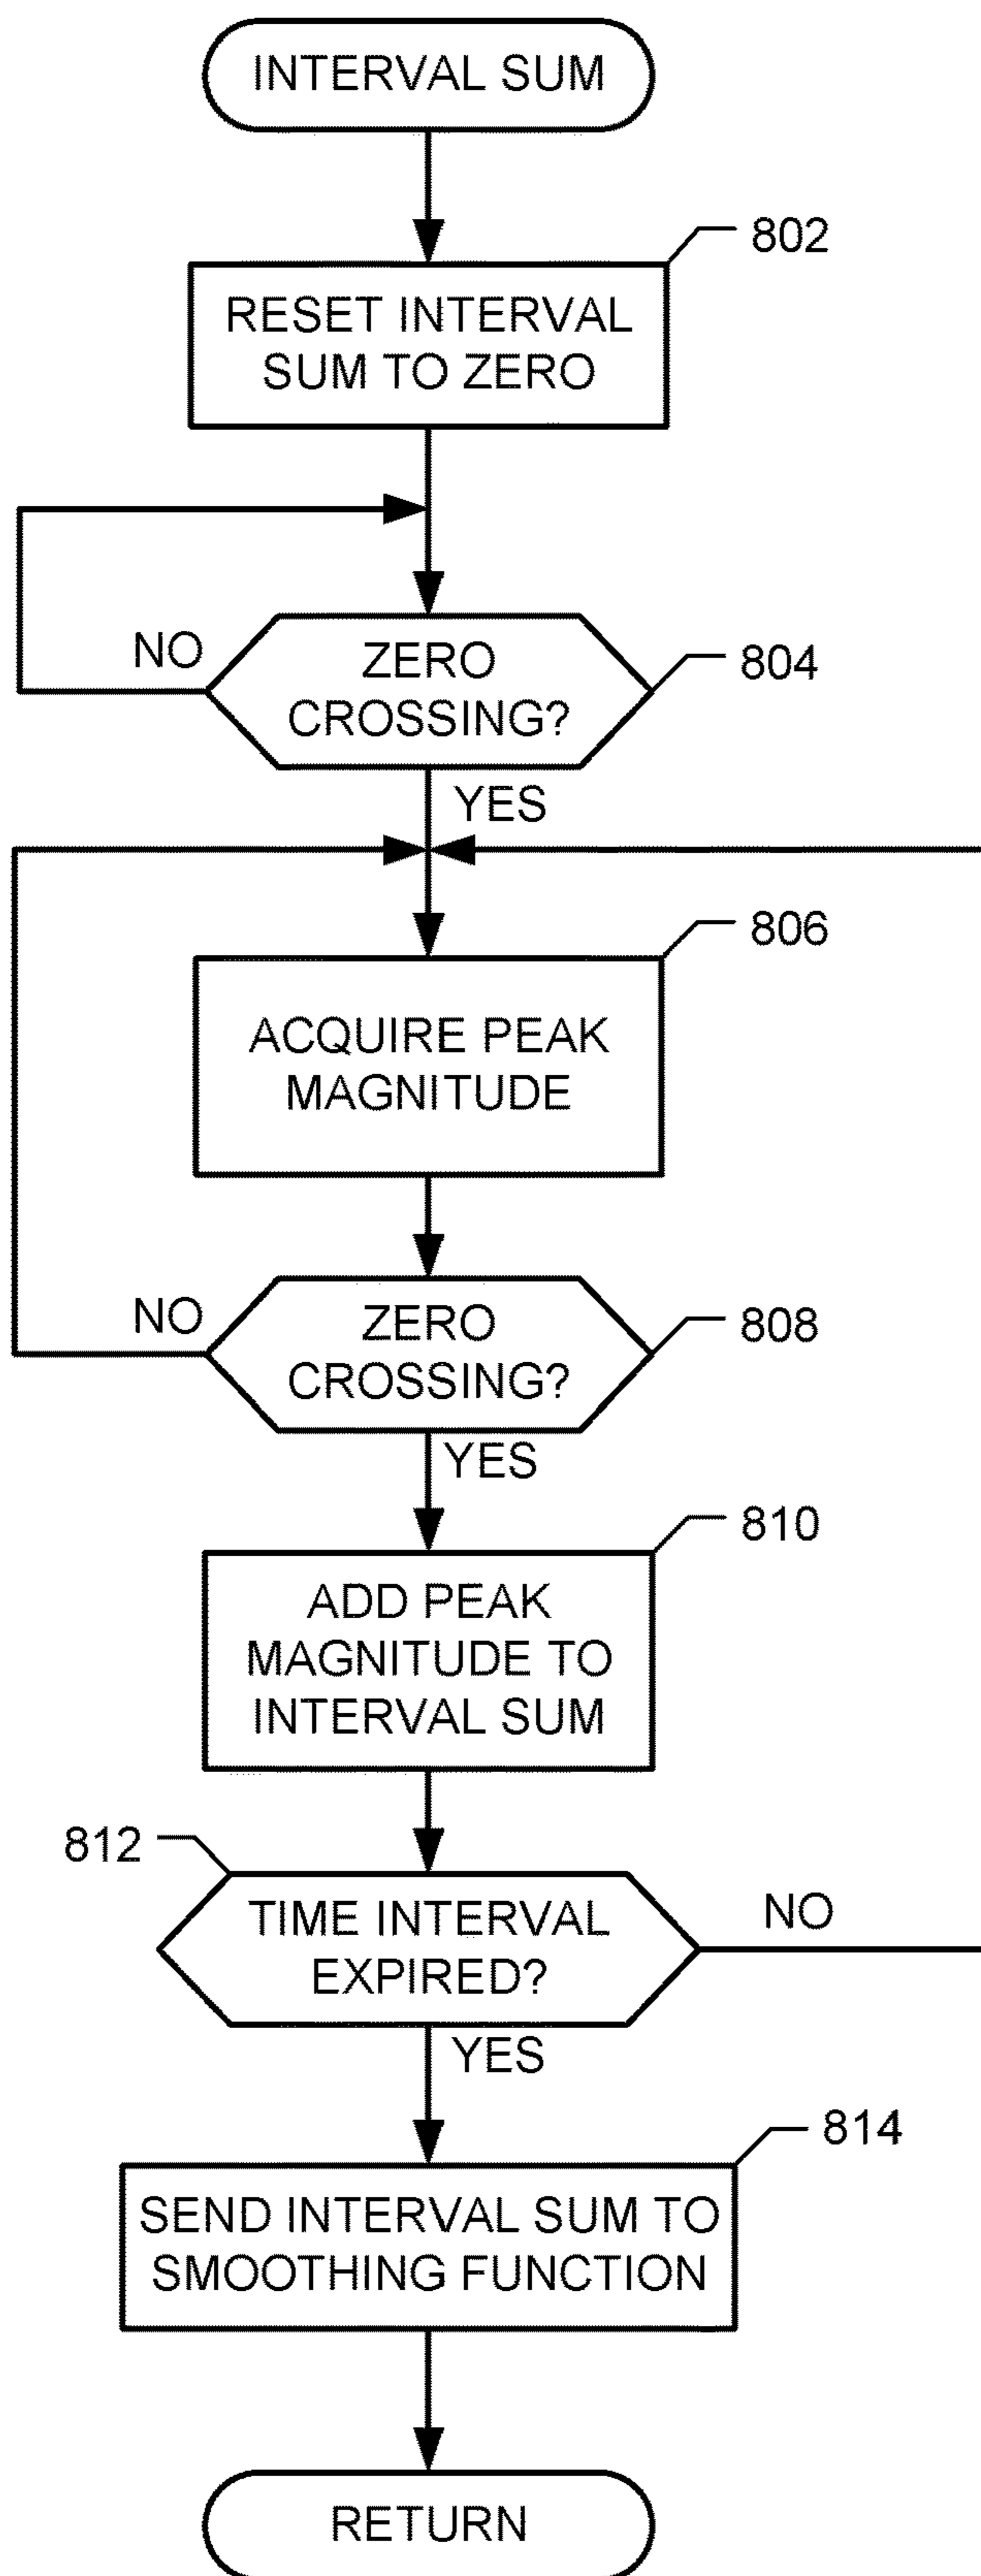 INTERVAL SUM
802
RESET INTERVAL
SUM TO ZERO
NO
ZERO
CROSSING?
804
YES
806
ACQUIRE PEAK
MAGNITUDE
NO
ZERO
CROSSING?
808
YES
810
ADD PEAK
MAGNITUDE TO
INTERVAL SUM
812
TIME INTERVAL
EXPIRED?
NO
YES
814
SEND INTERVAL SUM TO
SMOOTHING FUNCTION
RETURN